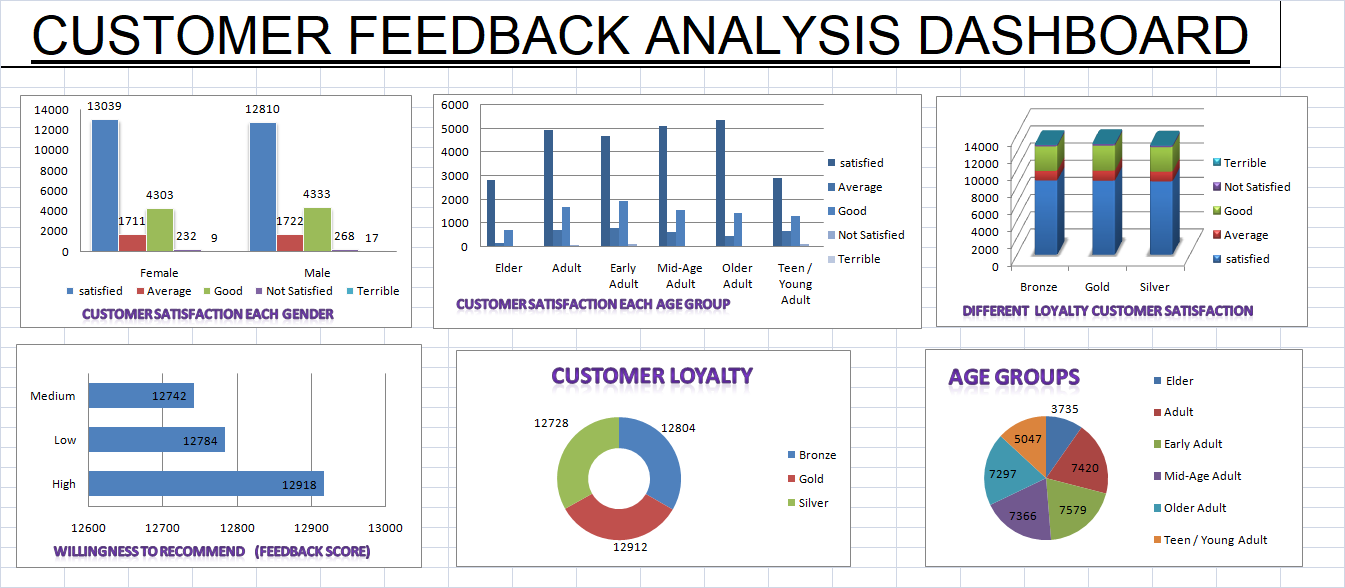 CUSTOMER FEEDBACK ANALYSIS DASHBOARD
14000
12000
10000
8000
6000
4000
2000
0
13039
1711
4303
232
9
12810
1722
4333
268
17
Female
Male
satisfied
Average
Good
Not Satisfied
Terrible
CUSTOMER SATISFACTION EACH GENDER
6000
5000
4000
3000
2000
1000
0
Elder
Adult
Early
Adult
Mid-Age
Adult
Older
Adult
Teen /
Young
Adult
satisfied
Average
Good
Not Satisfied
Terrible
CUSTOMER SATISFACTION EACH AGE GROUP
14000
12000
10000
8000
6000
4000
2000
0
Bronze
Gold
Silver
Terrible
Not Satisfied
Good
Average
satisfied
DIFFERENT LOYALTY CUSTOMER SATISFACTION
Medium
12742
Low
12784
High
12918
12600
12700
12800
12900
13000
WILLINGNESS TO RECOMMEND (FEEDBACK SCORE)
CUSTOMER LOYALTY
12728
12804
12912
Bronze
Gold
Silver
AGE GROUPS
3735
7420
7579
7366
7297
5047
Elder
Adult
Early Adult
Mid-Age Adult
Older Adult
Teen / Young Adult